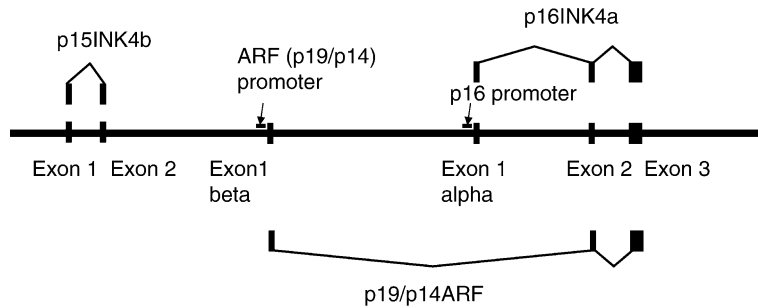 p16INK4a
p15INK4b
ARF (p19/p14)
promoter
p16 promoter
Exon 1 Exon 2 Exon1 Exon 1 Exon 2 Exon 3
beta alpha
p19/p14ARF